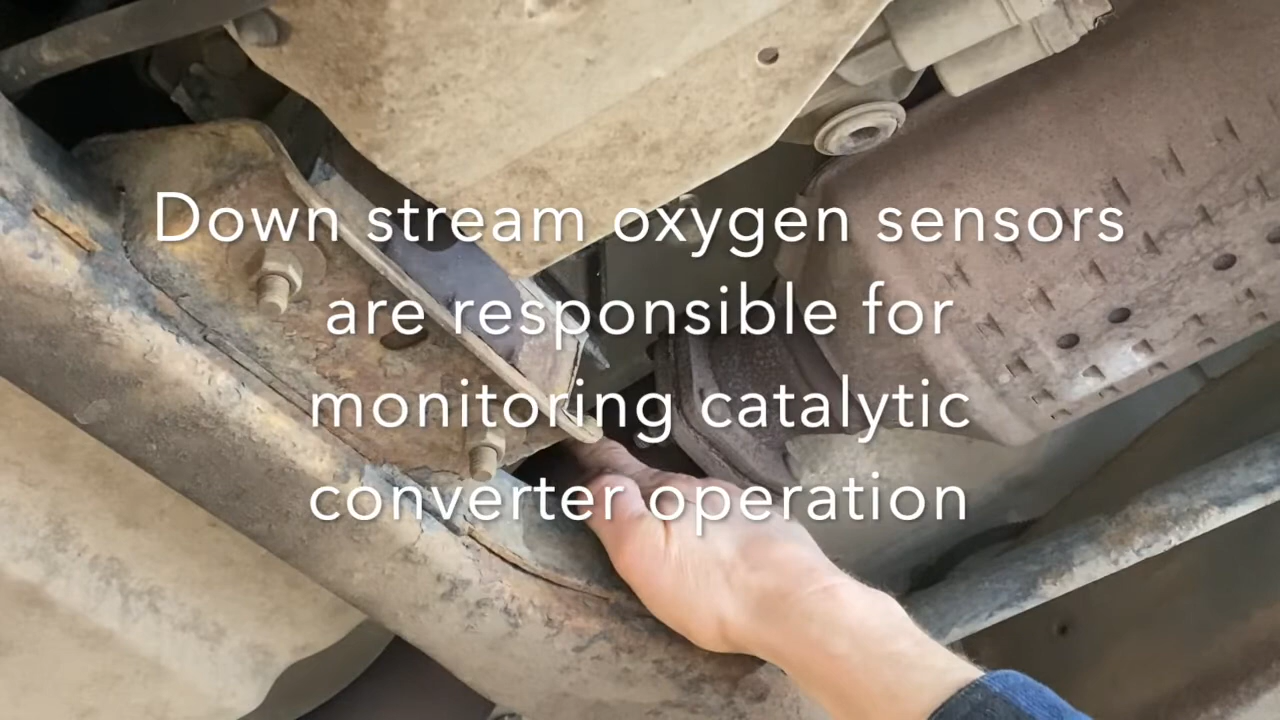 Down stream oxygen sensors
are responsible for
monitoring catalytic
converter operation